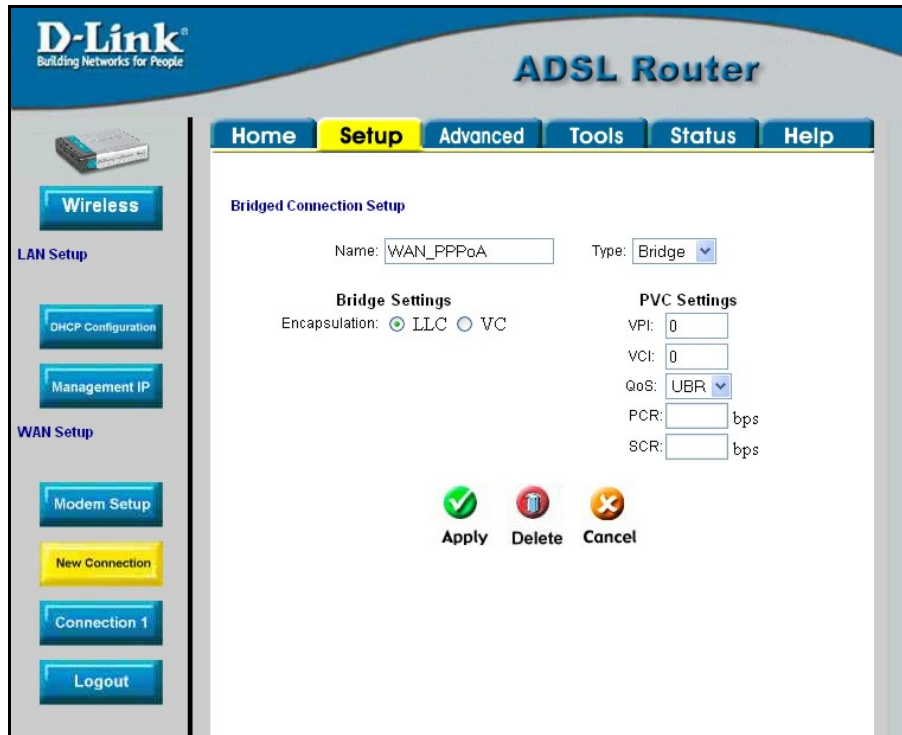 D-Link®
Building Networks for People
ADSL Router
Home Setup Advanced Tools Status Help
Wireless
LAN Setup
DHCP Configuration
Management IP
WAN Setup
Modem Setup
New Connection
Connection 1
Logout
Bridged Connection Setup
Name: WAN_PPPoA Type: Bridge
Bridge Settings PVC Settings
Encapsulation: LLC VC VPI: 0
VCI: 0
QoS: UBR
PCR: bps
SCR: bps
Apply Delete Cancel